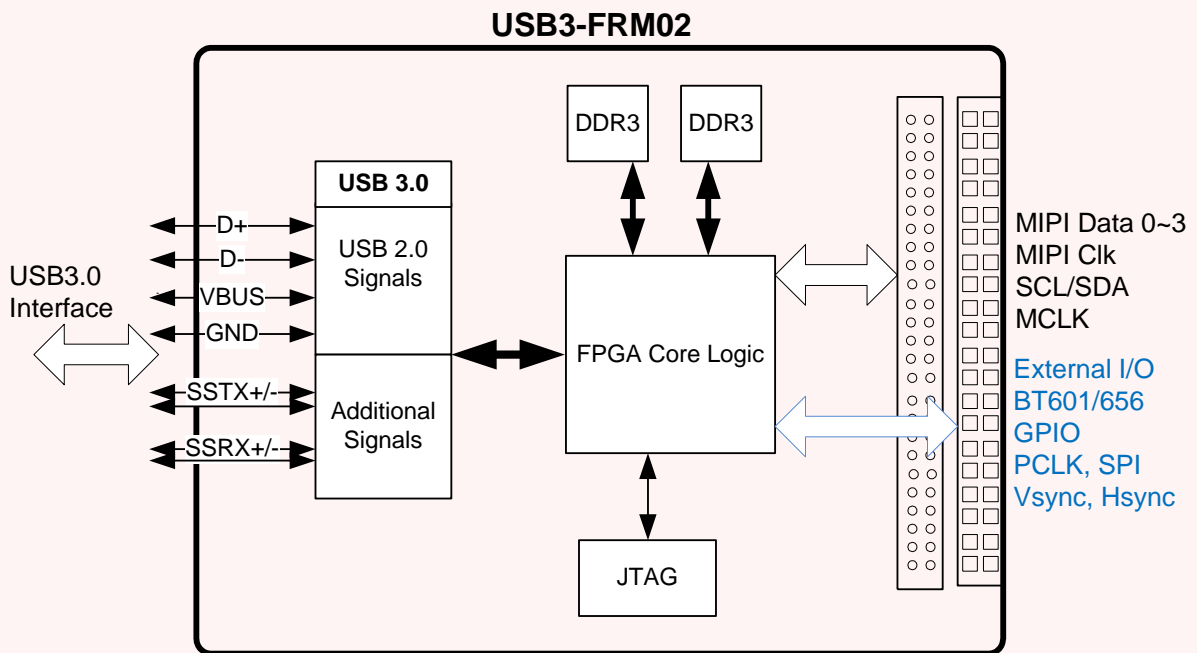 USB3-FRM02
DDR3
DDR3
USB 3.0
USB 2.0
Signals
Additional
Signals
D+
D-
VBUS
GND
SSTX+/-
SSRX+/-
USB3.0
Interface
FPGA Core Logic
JTAG
MIPI Data 0~3
MIPI Clk
SCL/SDA
MCLK
External I/O
BT601/656
GPIO
PCLK, SPI
Vsync, Hsync